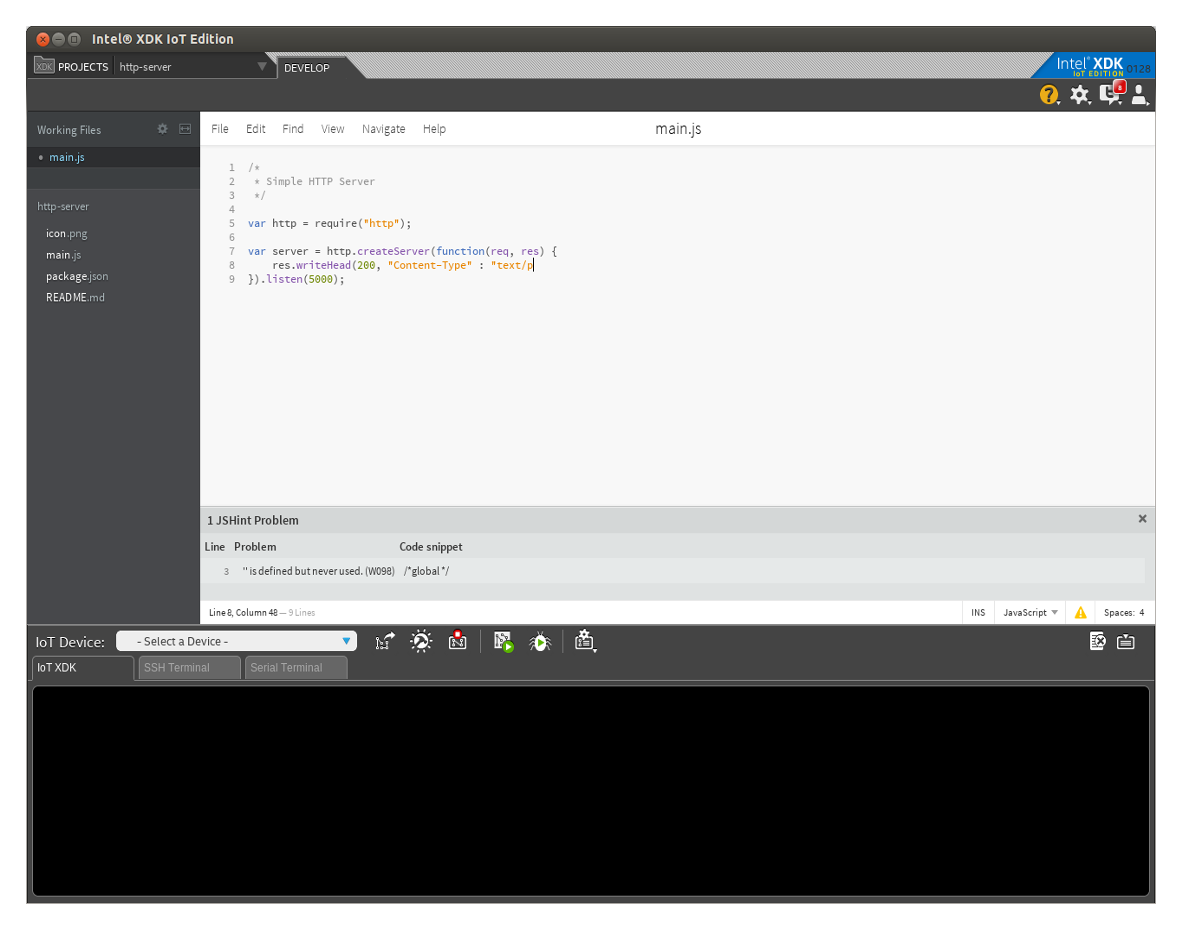 Intel® XDK IoT Edition
XDK PROJECTS http-server DEVELOP
Intel® XDK
IoT EDITION 0128
Working Files
File Edit Find View Navigate Help main.js
main.js
http-server
icon.png
main.js
package.json
README.md
1 /*
2 * Simple HTTP Server
3 */
4
5 var http = require("http");
6
7 var server = http.createServer(function(req, res) {
8 res.writeHead(200, "Content-Type" : "text/p
9 }).listen(5000);
1 JSHint Problem
Line Problem Code snippet
3 '' is defined but never used. (W098) /*global */
Line 8, Column 48 — 9 Lines INS JavaScript Spaces: 4
IoT Device: - Select a Device -
IoT XDK SSH Terminal Serial Terminal